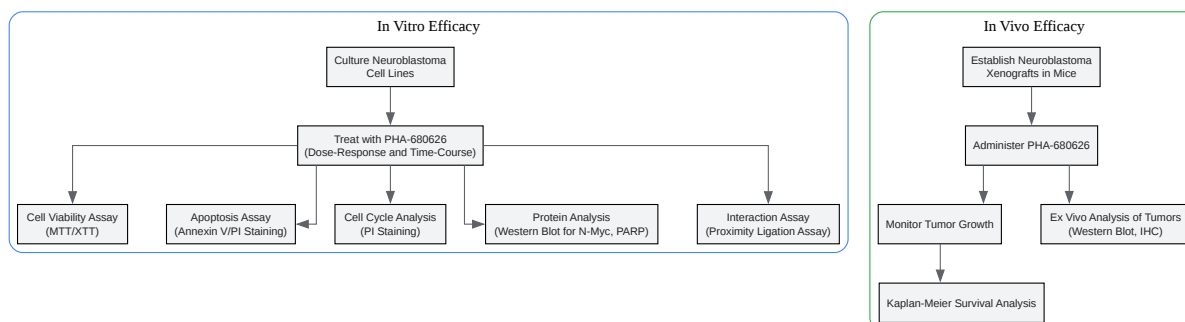 In Vitro Efficacy
Culture Neuroblastoma
Cell Lines
Treat with PHA-680626
(Dose-Response and Time-Course)
Cell Viability Assay
(MTT/XTT)
Apoptosis Assay
(Annexin V/PI Staining)
Cell Cycle Analysis
(PI Staining)
Protein Analysis
(Western Blot for N-Myc, PARP)
Interaction Assay
(Proximity Ligation Assay)
In Vivo Efficacy
Establish Neuroblastoma
Xenografts in Mice
Administer PHA-680626
Monitor Tumor Growth
Ex Vivo Analysis of Tumors
(Western Blot, IHC)
Kaplan-Meier Survival Analysis